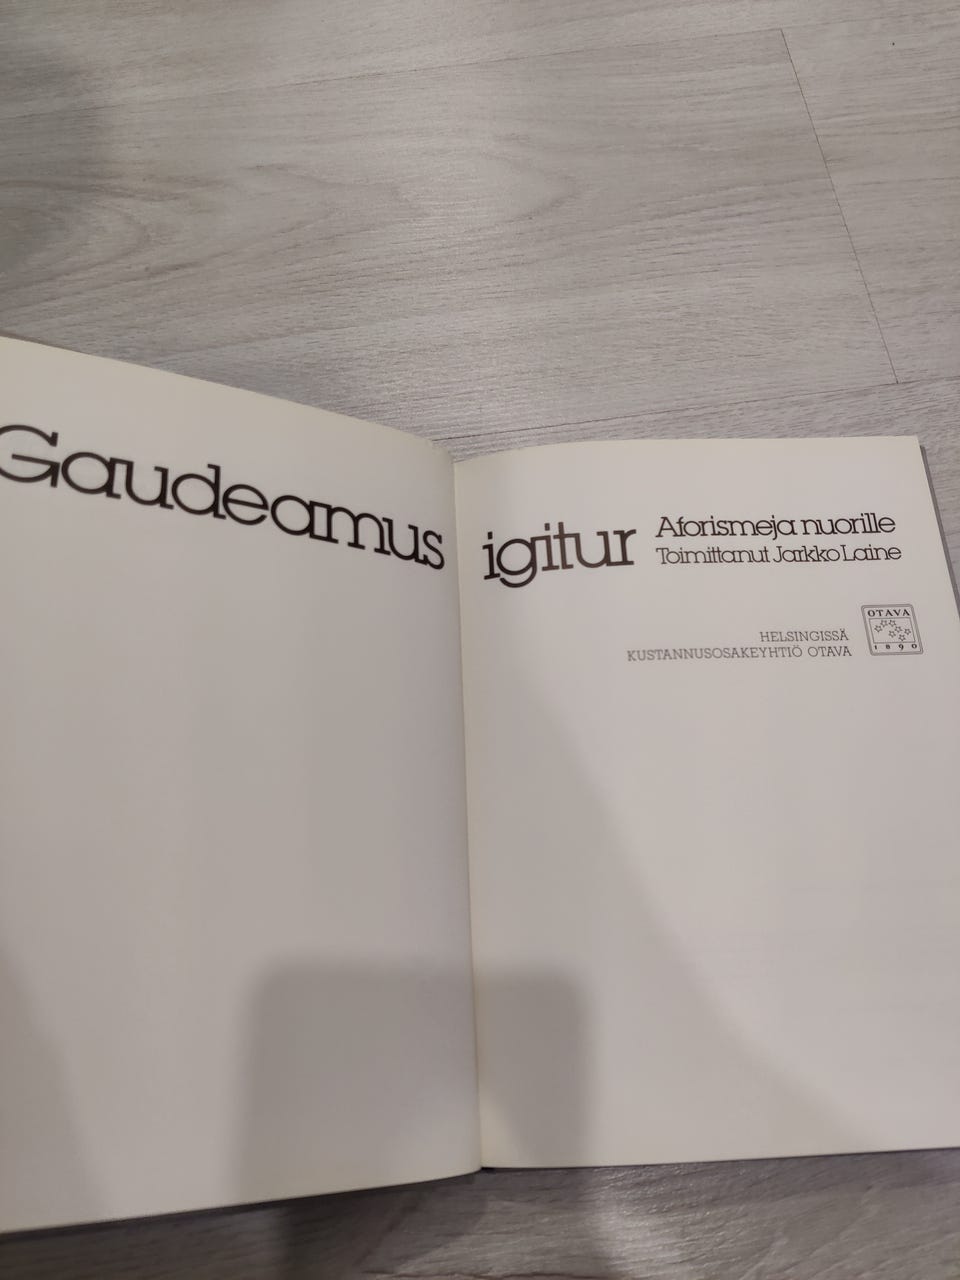 Gaudeamus igitur
Aforismeja nuorille
Toimittanut Jarkko Laine
HELSINGISSÄ
KUSTANNUSOSAKEYHTIÖ OTAVA
OTAVA
1890